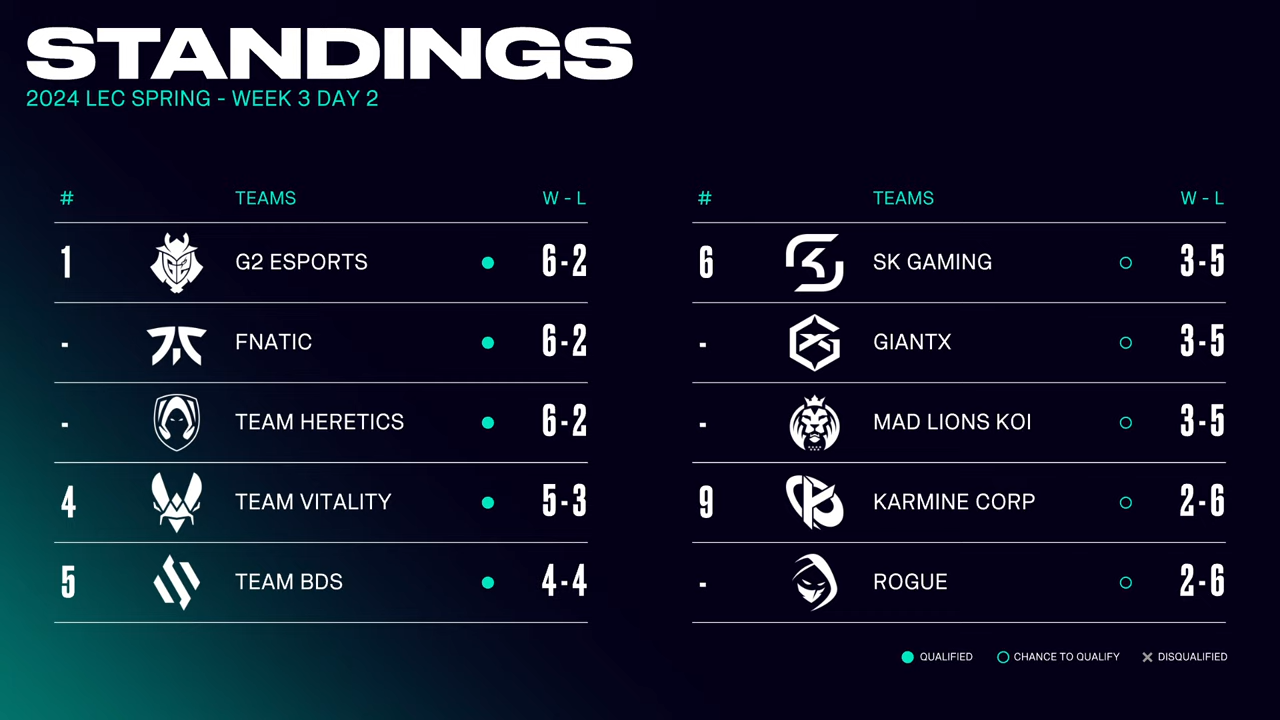 STANDINGS
2024 LEC SPRING - WEEK 3 DAY 2
# TEAMS W - L
1 G2 ESPORTS 6-2
- FNATIC 6-2
- TEAM HERETICS 6-2
4 TEAM VITALITY 5-3
5 TEAM BDS 4-4
# TEAMS W - L
6 SK GAMING 3-5
- GIANTX 3-5
- MAD LIONS KOI 3-5
9 KARMINE CORP 2-6
- ROGUE 2-6
QUALIFIED CHANCE TO QUALIFY DISQUALIFIED